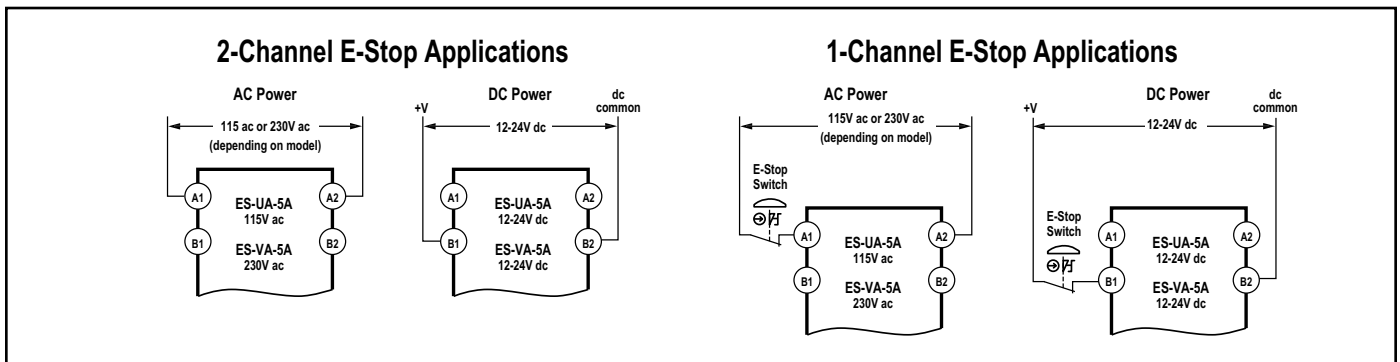 2-Channel E-Stop Applications
AC Power
115 ac or 230V ac
(depending on model)
A1
A2
ES-UA-5A
115V ac
B1
B2
ES-VA-5A
230V ac
DC Power
+V
dc
common
12-24V dc
A1
A2
ES-UA-5A
12-24V dc
B1
B2
ES-VA-5A
12-24V dc
1-Channel E-Stop Applications
AC Power
115V ac or 230V ac
(depending on model)
E-Stop
Switch
A1
A2
ES-UA-5A
115V ac
B1
B2
ES-VA-5A
230V ac
DC Power
+V
dc
common
12-24V dc
E-Stop
Switch
A1
A2
ES-UA-5A
12-24V dc
B1
B2
ES-VA-5A
12-24V dc